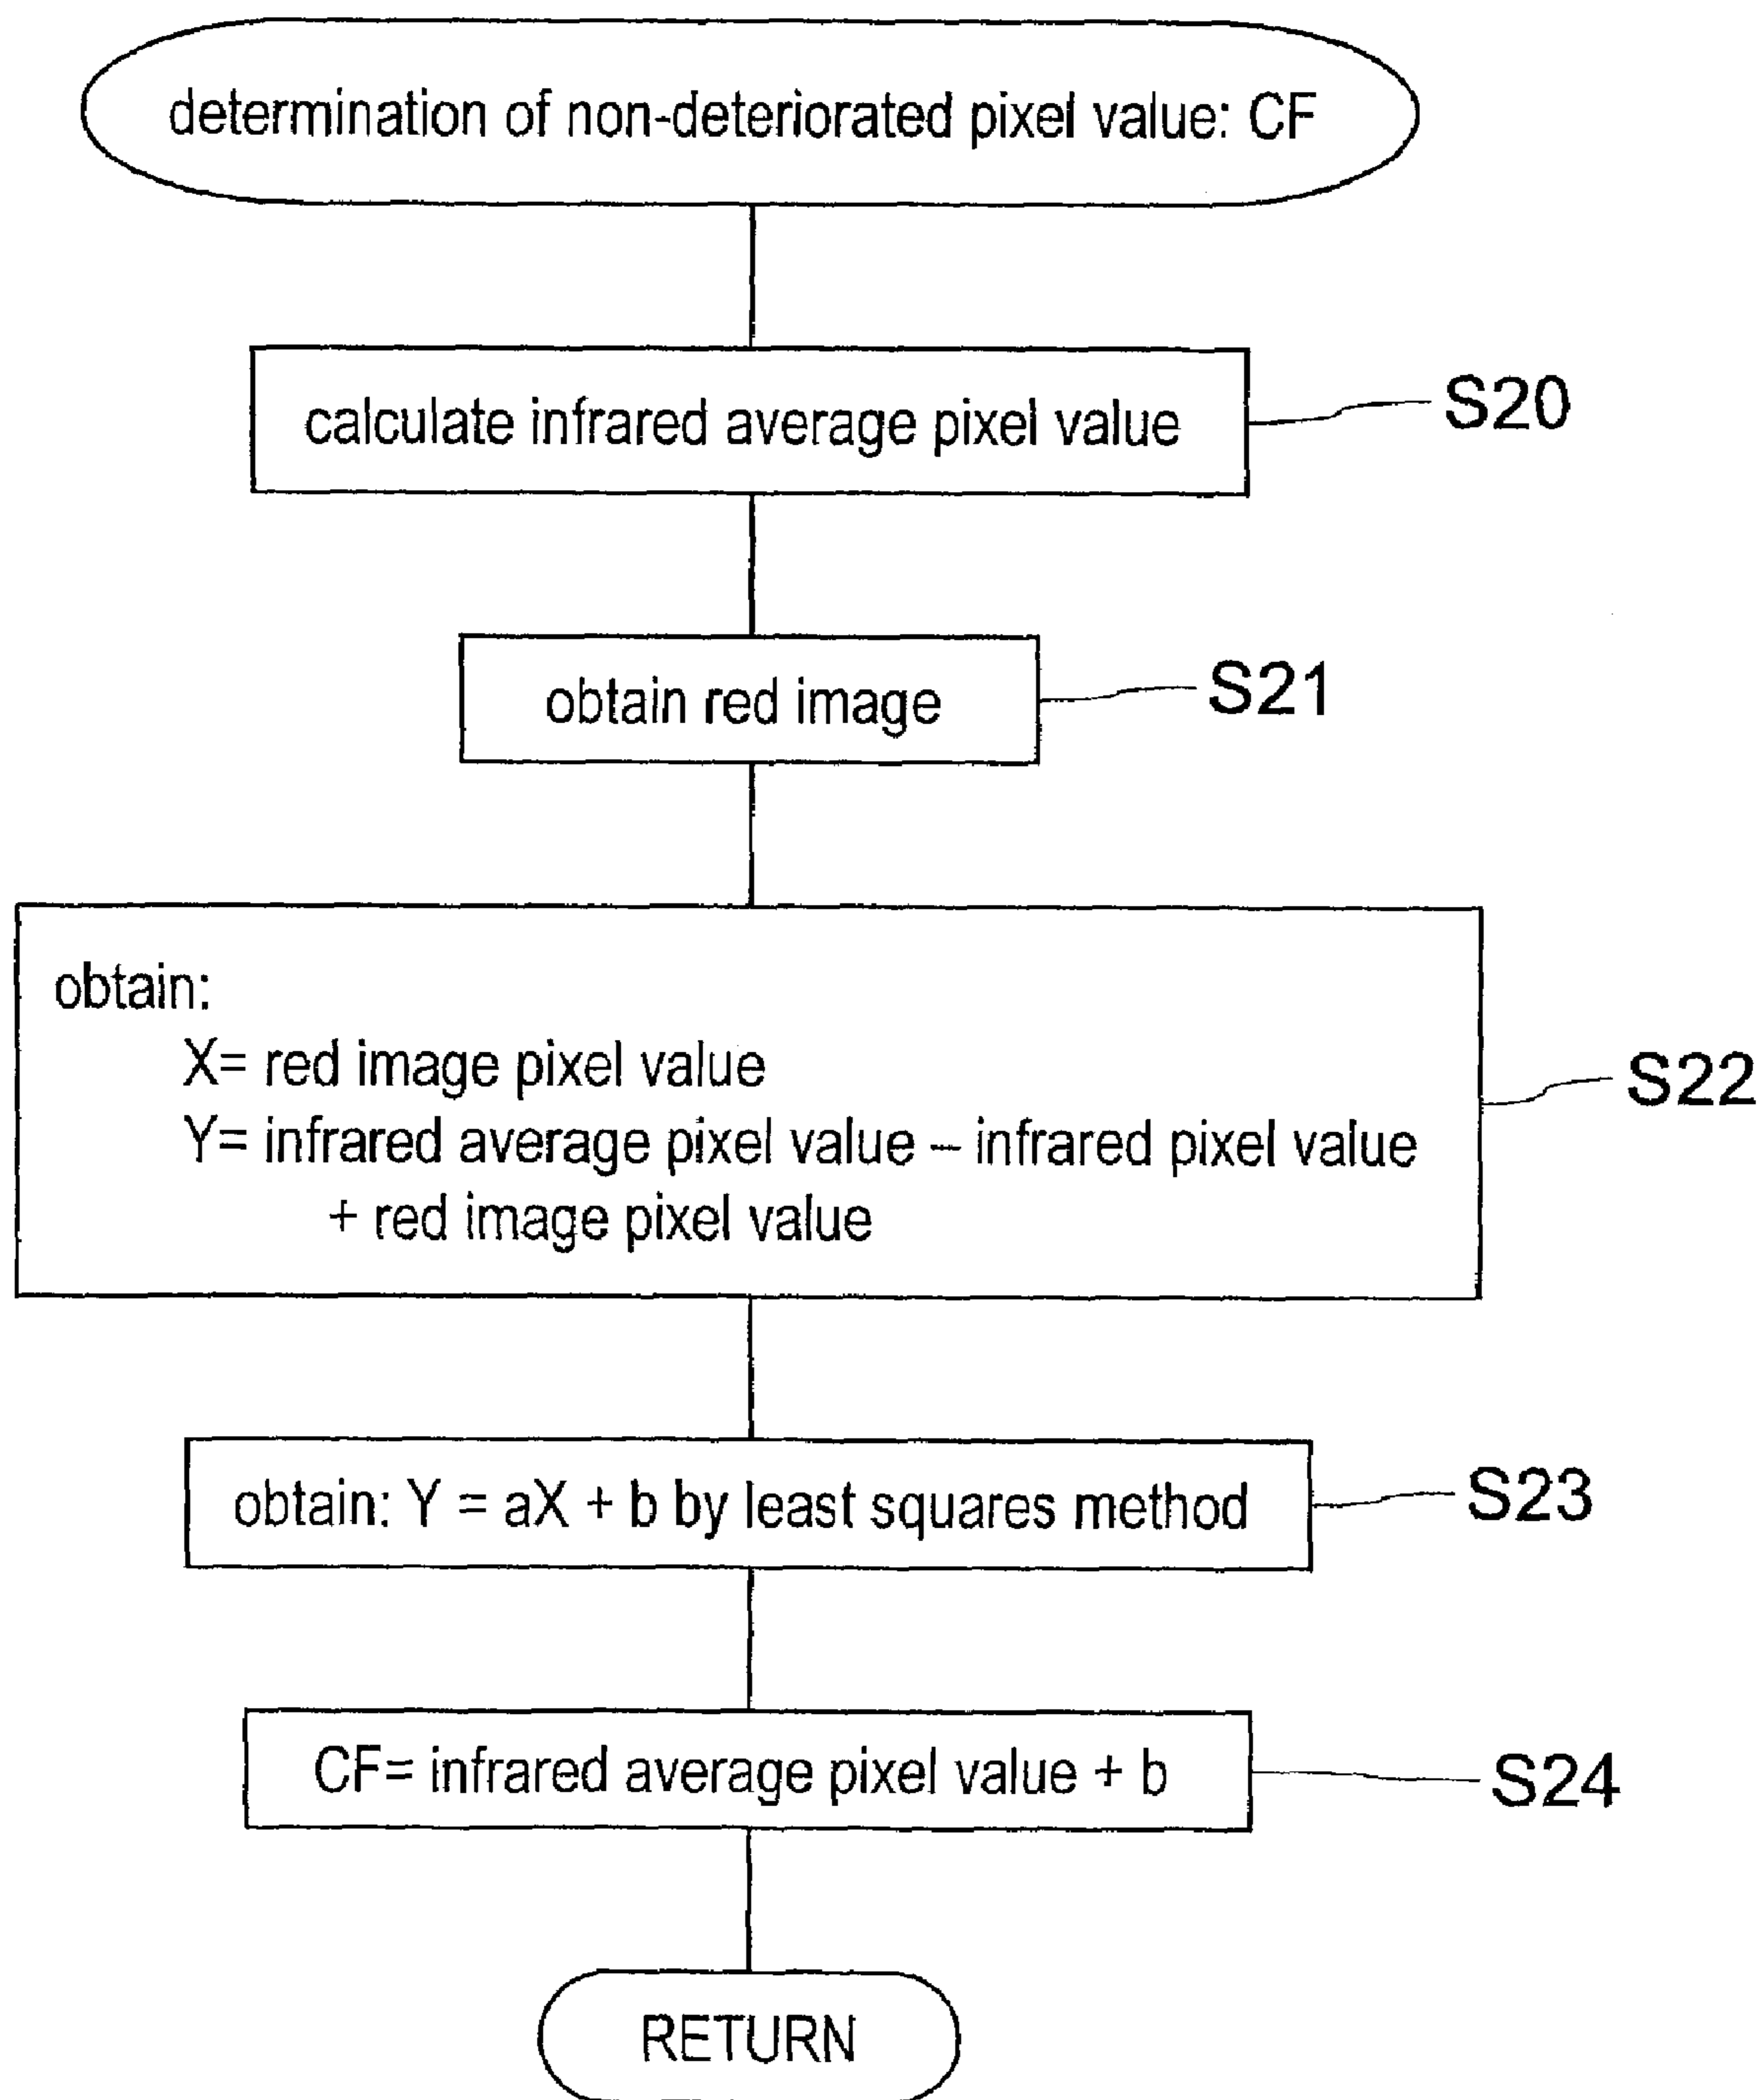 determination of non-deteriorated pixel value: CF
calculate infrared average pixel value
S20
obtain red image
S21
obtain:
X= red image pixel value
Y= infrared average pixel value – infrared pixel value
+ red image pixel value
S22
obtain: Y = aX + b by least squares method
S23
CF= infrared average pixel value + b
S24
RETURN